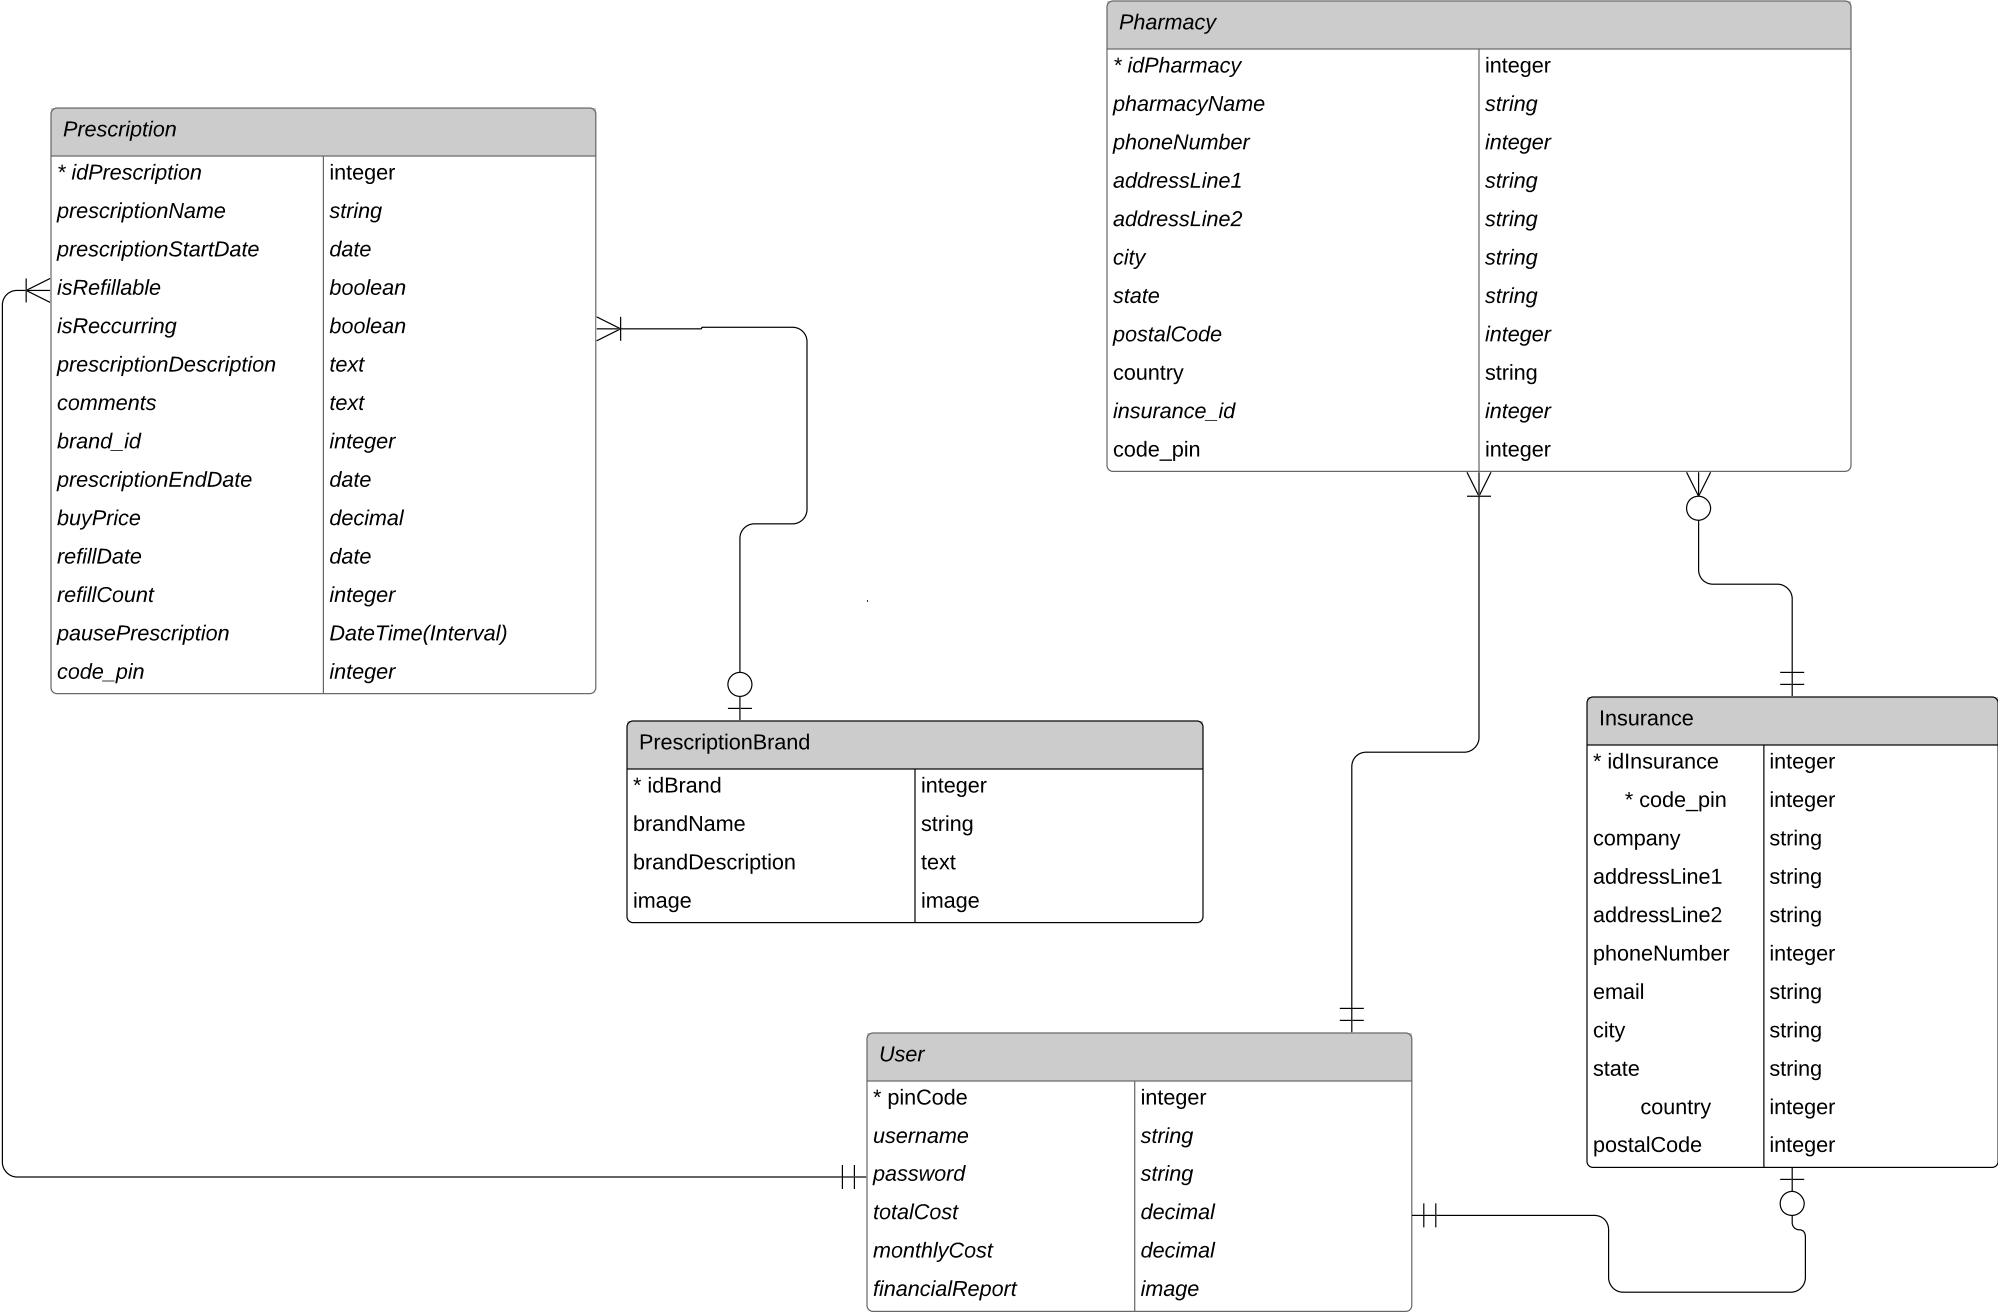 Pharmacy
* idPharmacy integer
pharmacyName string
phoneNumber integer
addressLine1 string
addressLine2 string
city string
state string
postalCode integer
country string
insurance_id integer
code_pin integer
Prescription
* idPrescription integer
prescriptionName string
prescriptionStartDate date
isRefillable boolean
isReccurring boolean
prescriptionDescription text
comments text
brand_id integer
prescriptionEndDate date
buyPrice decimal
refillDate date
refillCount integer
pausePrescription DateTime(Interval)
code_pin integer
PrescriptionBrand
* idBrand integer
brandName string
brandDescription text
image image
Insurance
* idInsurance integer
* code_pin integer
company string
addressLine1 string
addressLine2 string
phoneNumber integer
email string
city string
state string
country integer
postalCode integer
User
* pinCode integer
username string
password string
totalCost decimal
monthlyCost decimal
financialReport image